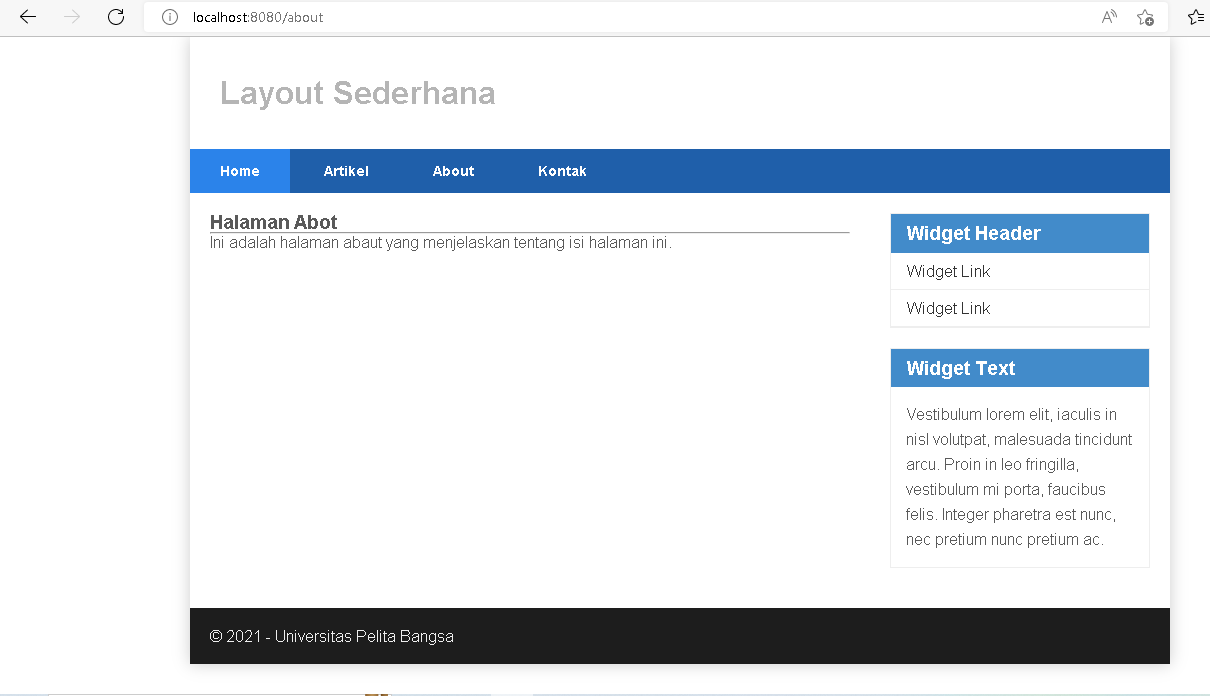 localhost:8080/about
Layout Sederhana
Home Artikel About Kontak
Halaman Abot
Ini adalah halaman abaut yang menjelaskan tentang isi halaman ini.
Widget Header
Widget Link
Widget Link
Widget Text
Vestibulum lorem elit, iaculis in
nisl volutpat, malesuada tincidunt
arcu. Proin in leo fringilla,
vestibulum mi porta, faucibus
felis. Integer pharetra est nunc,
nec pretium nunc pretium ac.
© 2021 - Universitas Pelita Bangsa